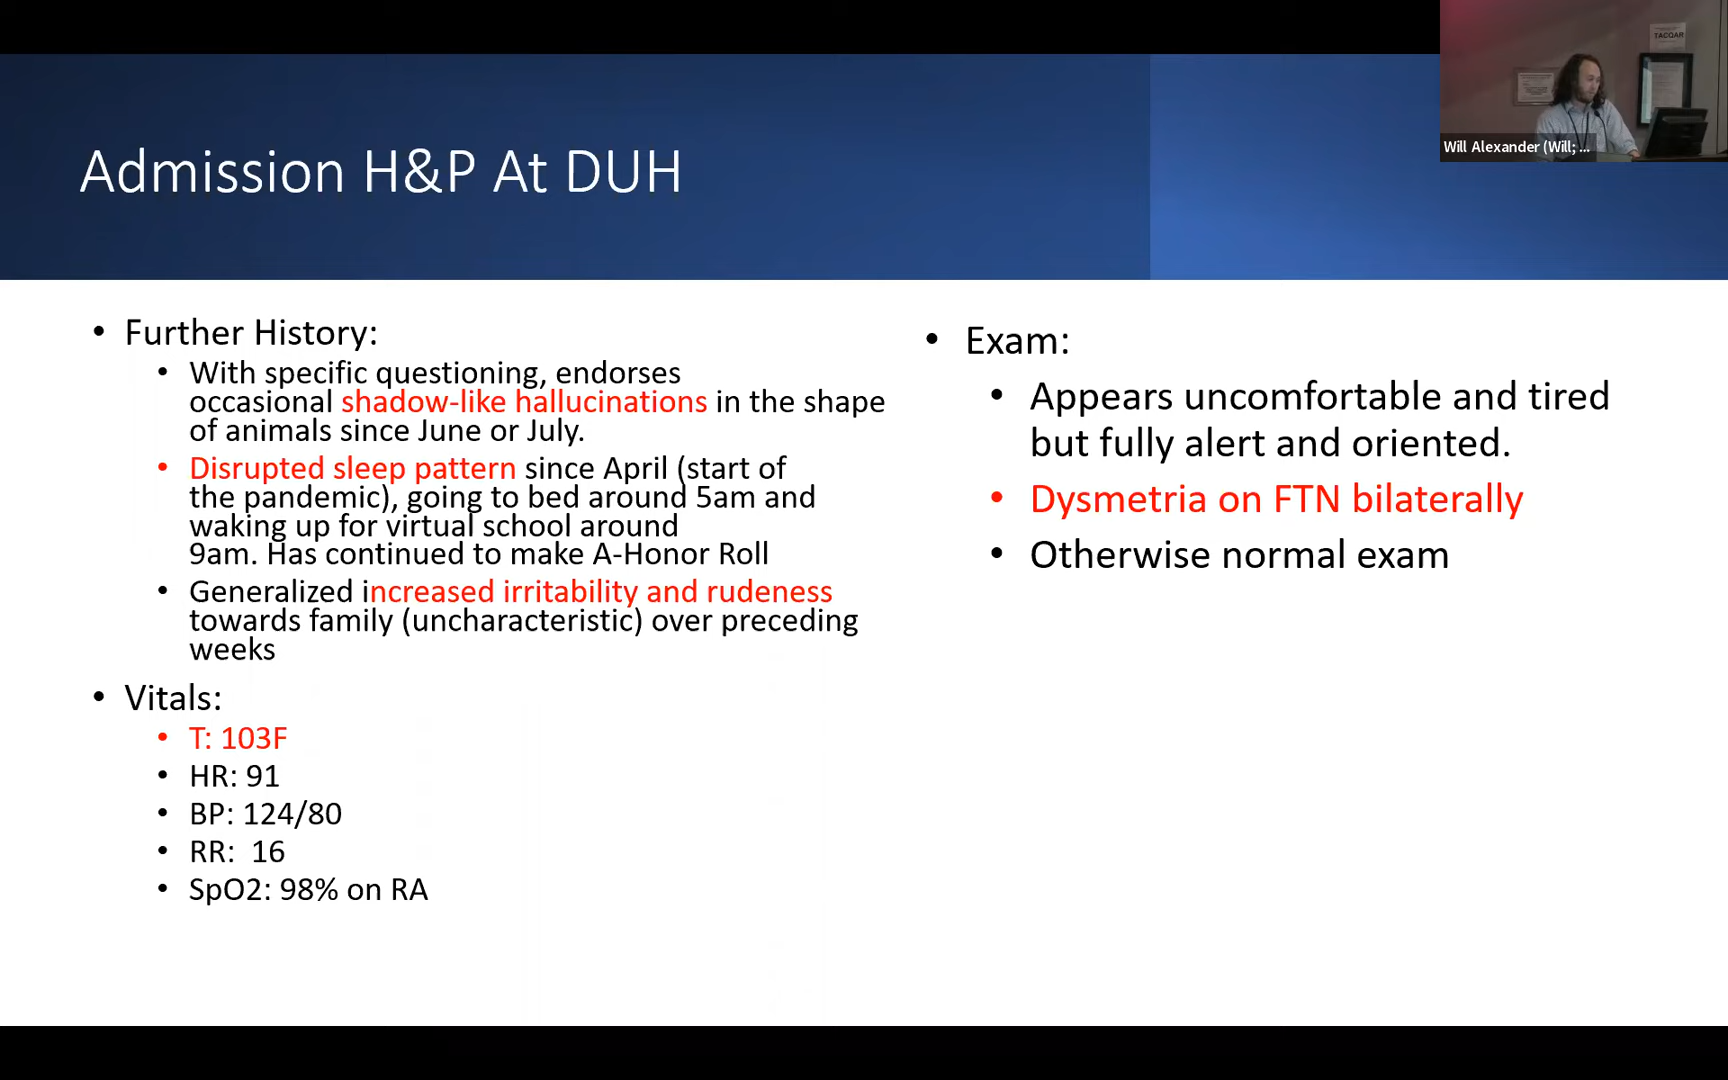 TACQAR
Will Alexander (Will; ...
Admission H&P At DUH
• Further History:
• With specific questioning, endorses
occasional shadow-like hallucinations in the shape
of animals since June or July.
• Disrupted sleep pattern since April (start of
the pandemic), going to bed around 5am and
waking up for virtual school around
9am. Has continued to make A-Honor Roll
• Generalized increased irritability and rudeness
towards family (uncharacteristic) over preceding
weeks
• Vitals:
• T: 103F
• HR: 91
• BP: 124/80
• RR:  16
• SpO2: 98% on RA
• Exam:
• Appears uncomfortable and tired
but fully alert and oriented.
• Dysmetria on FTN bilaterally
• Otherwise normal exam